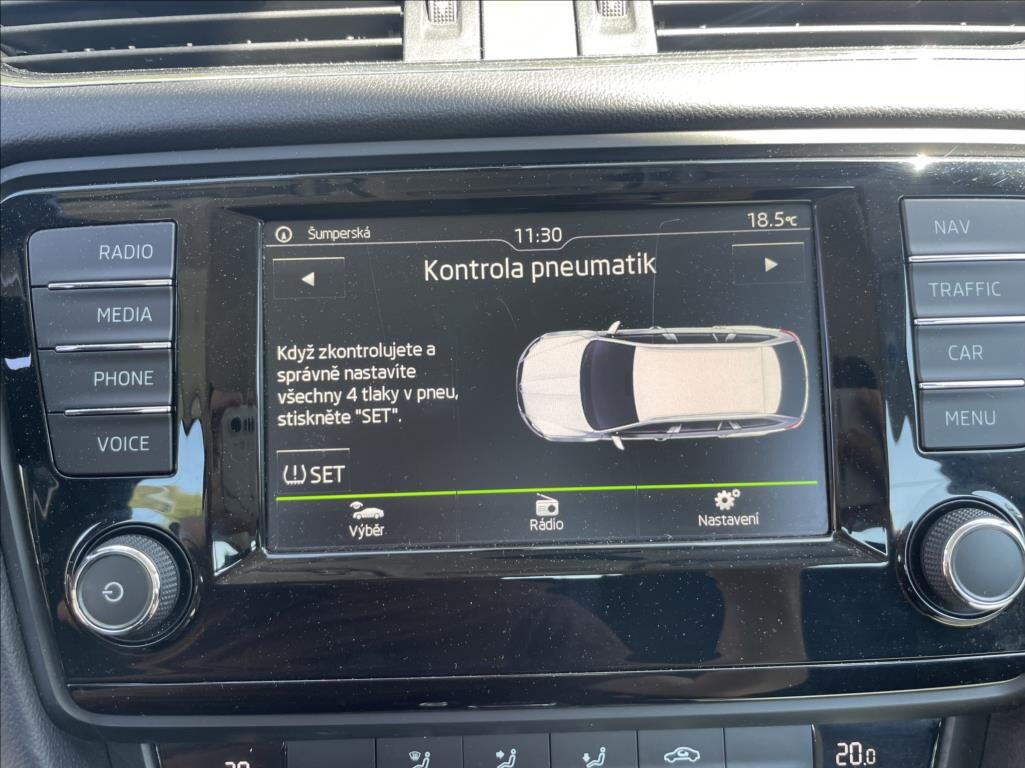 RADIO
MEDIA
PHONE
VOICE
Šumperská
11:30
18.5°C
Kontrola pneumatik
Když zkontrolujete a
správně nastavíte
všechny 4 tlaky v pneu,
stiskněte "SET".
SET
Výběr
Rádio
Nastavení
NAV
TRAFFIC
CAR
MENU
20.0